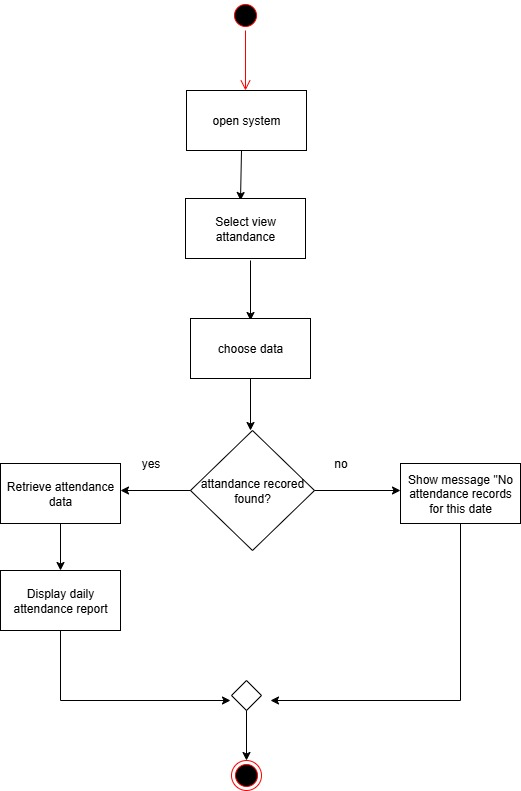 open system
Select view
attandance
choose data
yes
attandance recored
found?
no
Retrieve attendance
data
Show message "No
attendance records
for this date
Display daily
attendance report